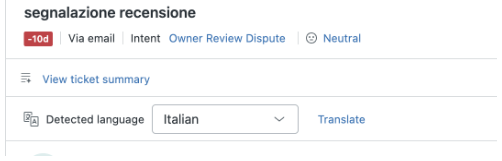 segnalazione recensione
-10d Via email Intent Owner Review Dispute Neutral
View ticket summary
Detected language Italian Translate